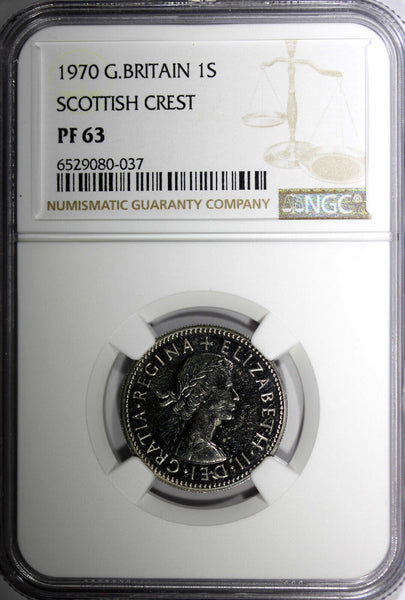 1970 G.BRITAIN 1S
SCOTTISH CREST
PF 63
6529080-037
NUMISMATIC GUARANTY COMPANY
NGC®
+ ELIZABETH·II·DEI·GRATIA·REGINA